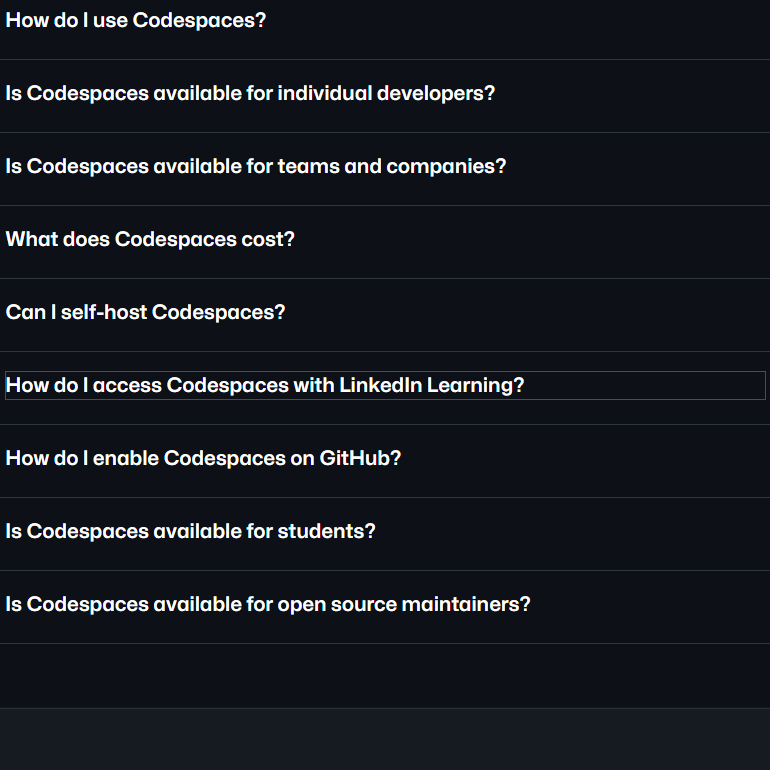 How do I use Codespaces?
Is Codespaces available for individual developers?
Is Codespaces available for teams and companies?
What does Codespaces cost?
Can I self-host Codespaces?
How do I access Codespaces with LinkedIn Learning?
How do I enable Codespaces on GitHub?
Is Codespaces available for students?
Is Codespaces available for open source maintainers?